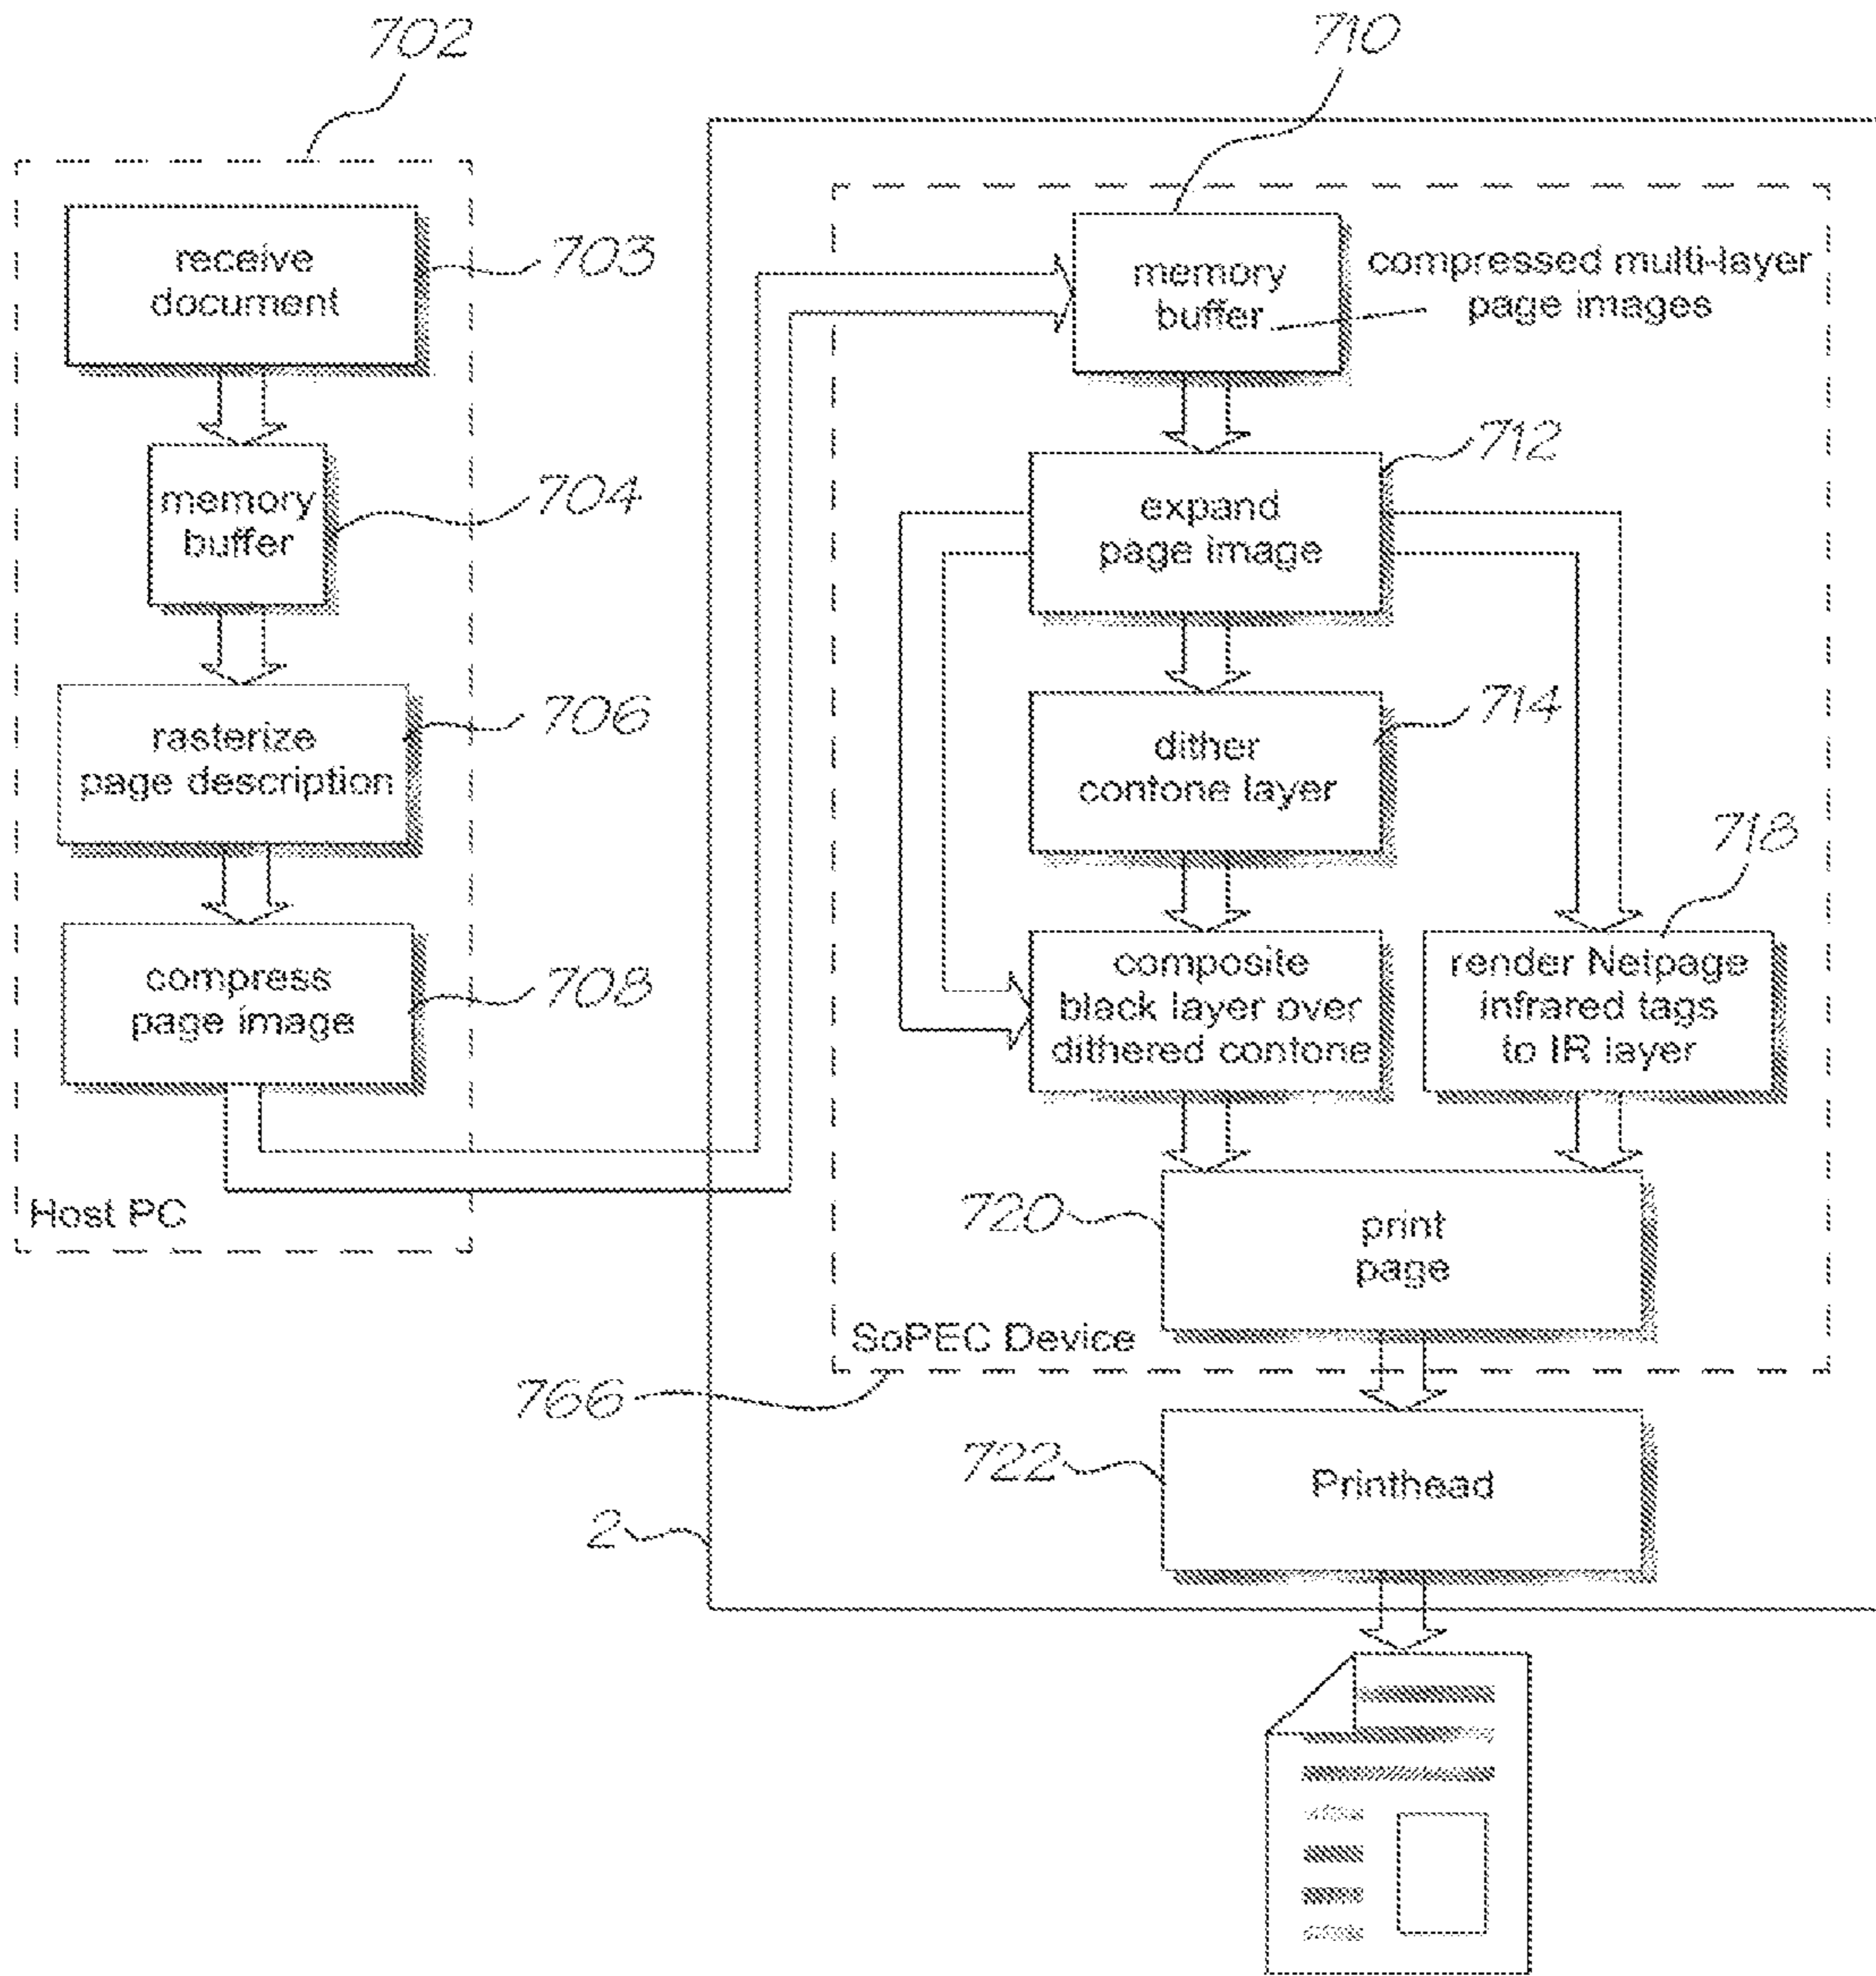 702
710
receive
document
703
memory
buffer
compressed multi-layer
page images
memory
buffer
704
expand
page image
712
rasterize
page description
706
dither
contone layer
714
718
compress
page image
708
composite
black layer over
dithered contone
render Netpage
infrared tags
to IR layer
Host PC
720
print
page
SoPEC Device
766
722
Printhead
2